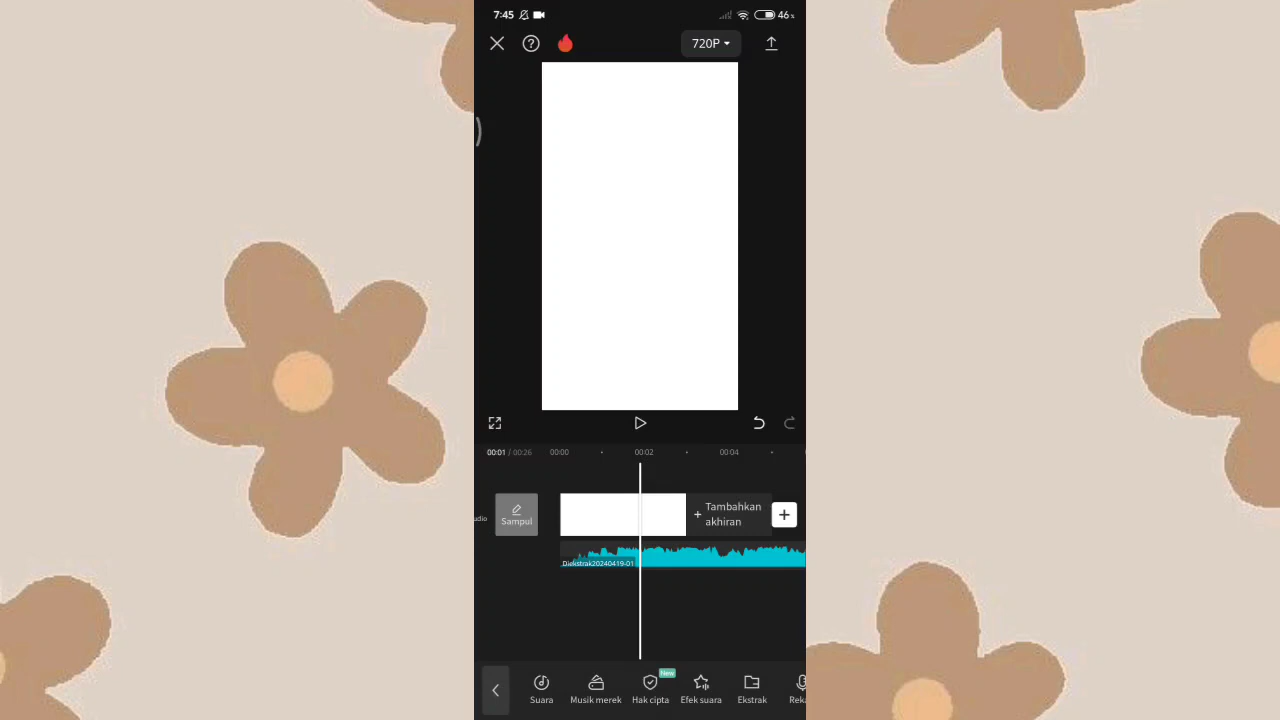 7:45
46
720P
00:01 / 00:26
00:00
00:02
00:04
Sampul
+ Tambahkan
akhiran
Diekstrak20240419-01
New
Suara
Musik merek
Hak cipta
Efek suara
Ekstrak